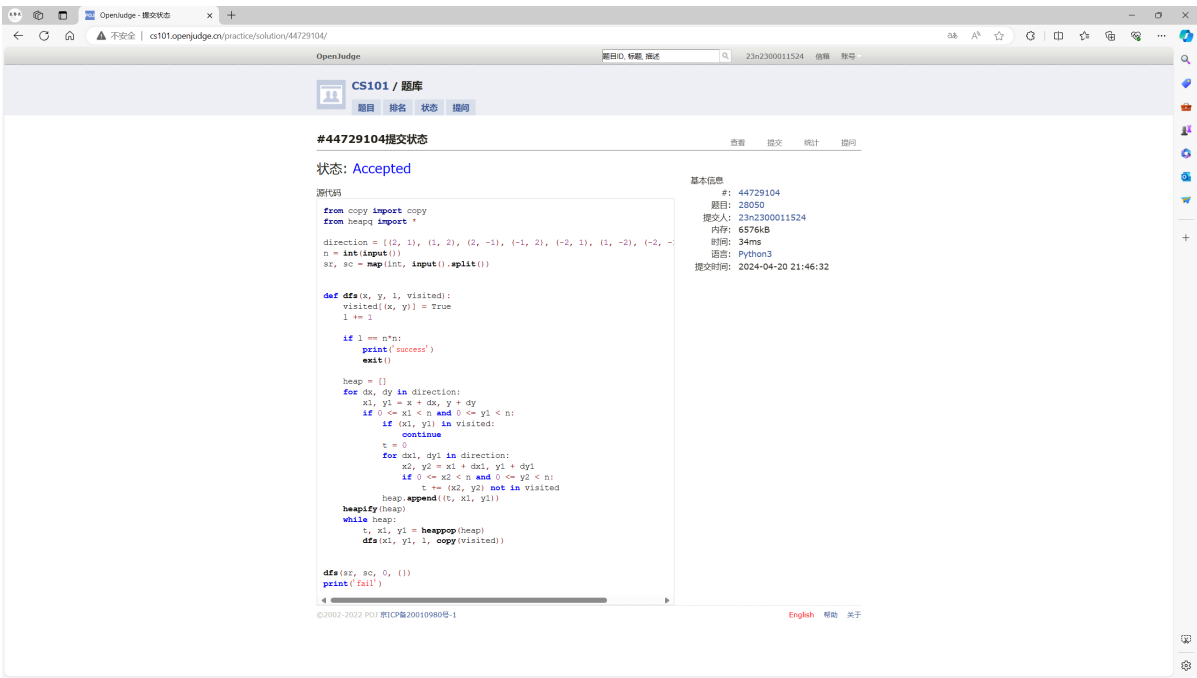 OpenJudge - 提交状态
不安全 | cs101.openjudge.cn/practice/solution/44729104/
OpenJudge
题目ID, 标题, 描述
23n2300011524 信箱 账号
CS101 / 题库
题目 排名 状态 提问
#44729104提交状态
查看 提交 统计 提问
状态: Accepted
源代码
from copy import copy
from heapq import *
direction = [(2, 1), (1, 2), (2, -1), (-1, 2), (-2, 1), (1, -2), (-2, -1
n = int(input())
sr, sc = map(int, input().split())
def dfs(x, y, l, visited):
visited[(x, y)] = True
l += 1
if l == n*n:
print('success')
exit()
heap = []
for dx, dy in direction:
x1, y1 = x + dx, y + dy
if 0 <= x1 < n and 0 <= y1 < n:
if (x1, y1) in visited:
continue
t = 0
for dx1, dy1 in direction:
x2, y2 = x1 + dx1, y1 + dy1
if 0 <= x2 < n and 0 <= y2 < n:
t += (x2, y2) not in visited
heap.append((t, x1, y1))
heapify(heap)
while heap:
t, x1, y1 = heappop(heap)
dfs(x1, y1, l, copy(visited))
dfs(sr, sc, 0, {})
print('fail')
基本信息
#: 44729104
题目: 28050
提交人: 23n2300011524
内存: 6576kB
时间: 34ms
语言: Python3
提交时间: 2024-04-20 21:46:32
©2002-2022 POJ 京ICP备20010980号-1
English 帮助 关于